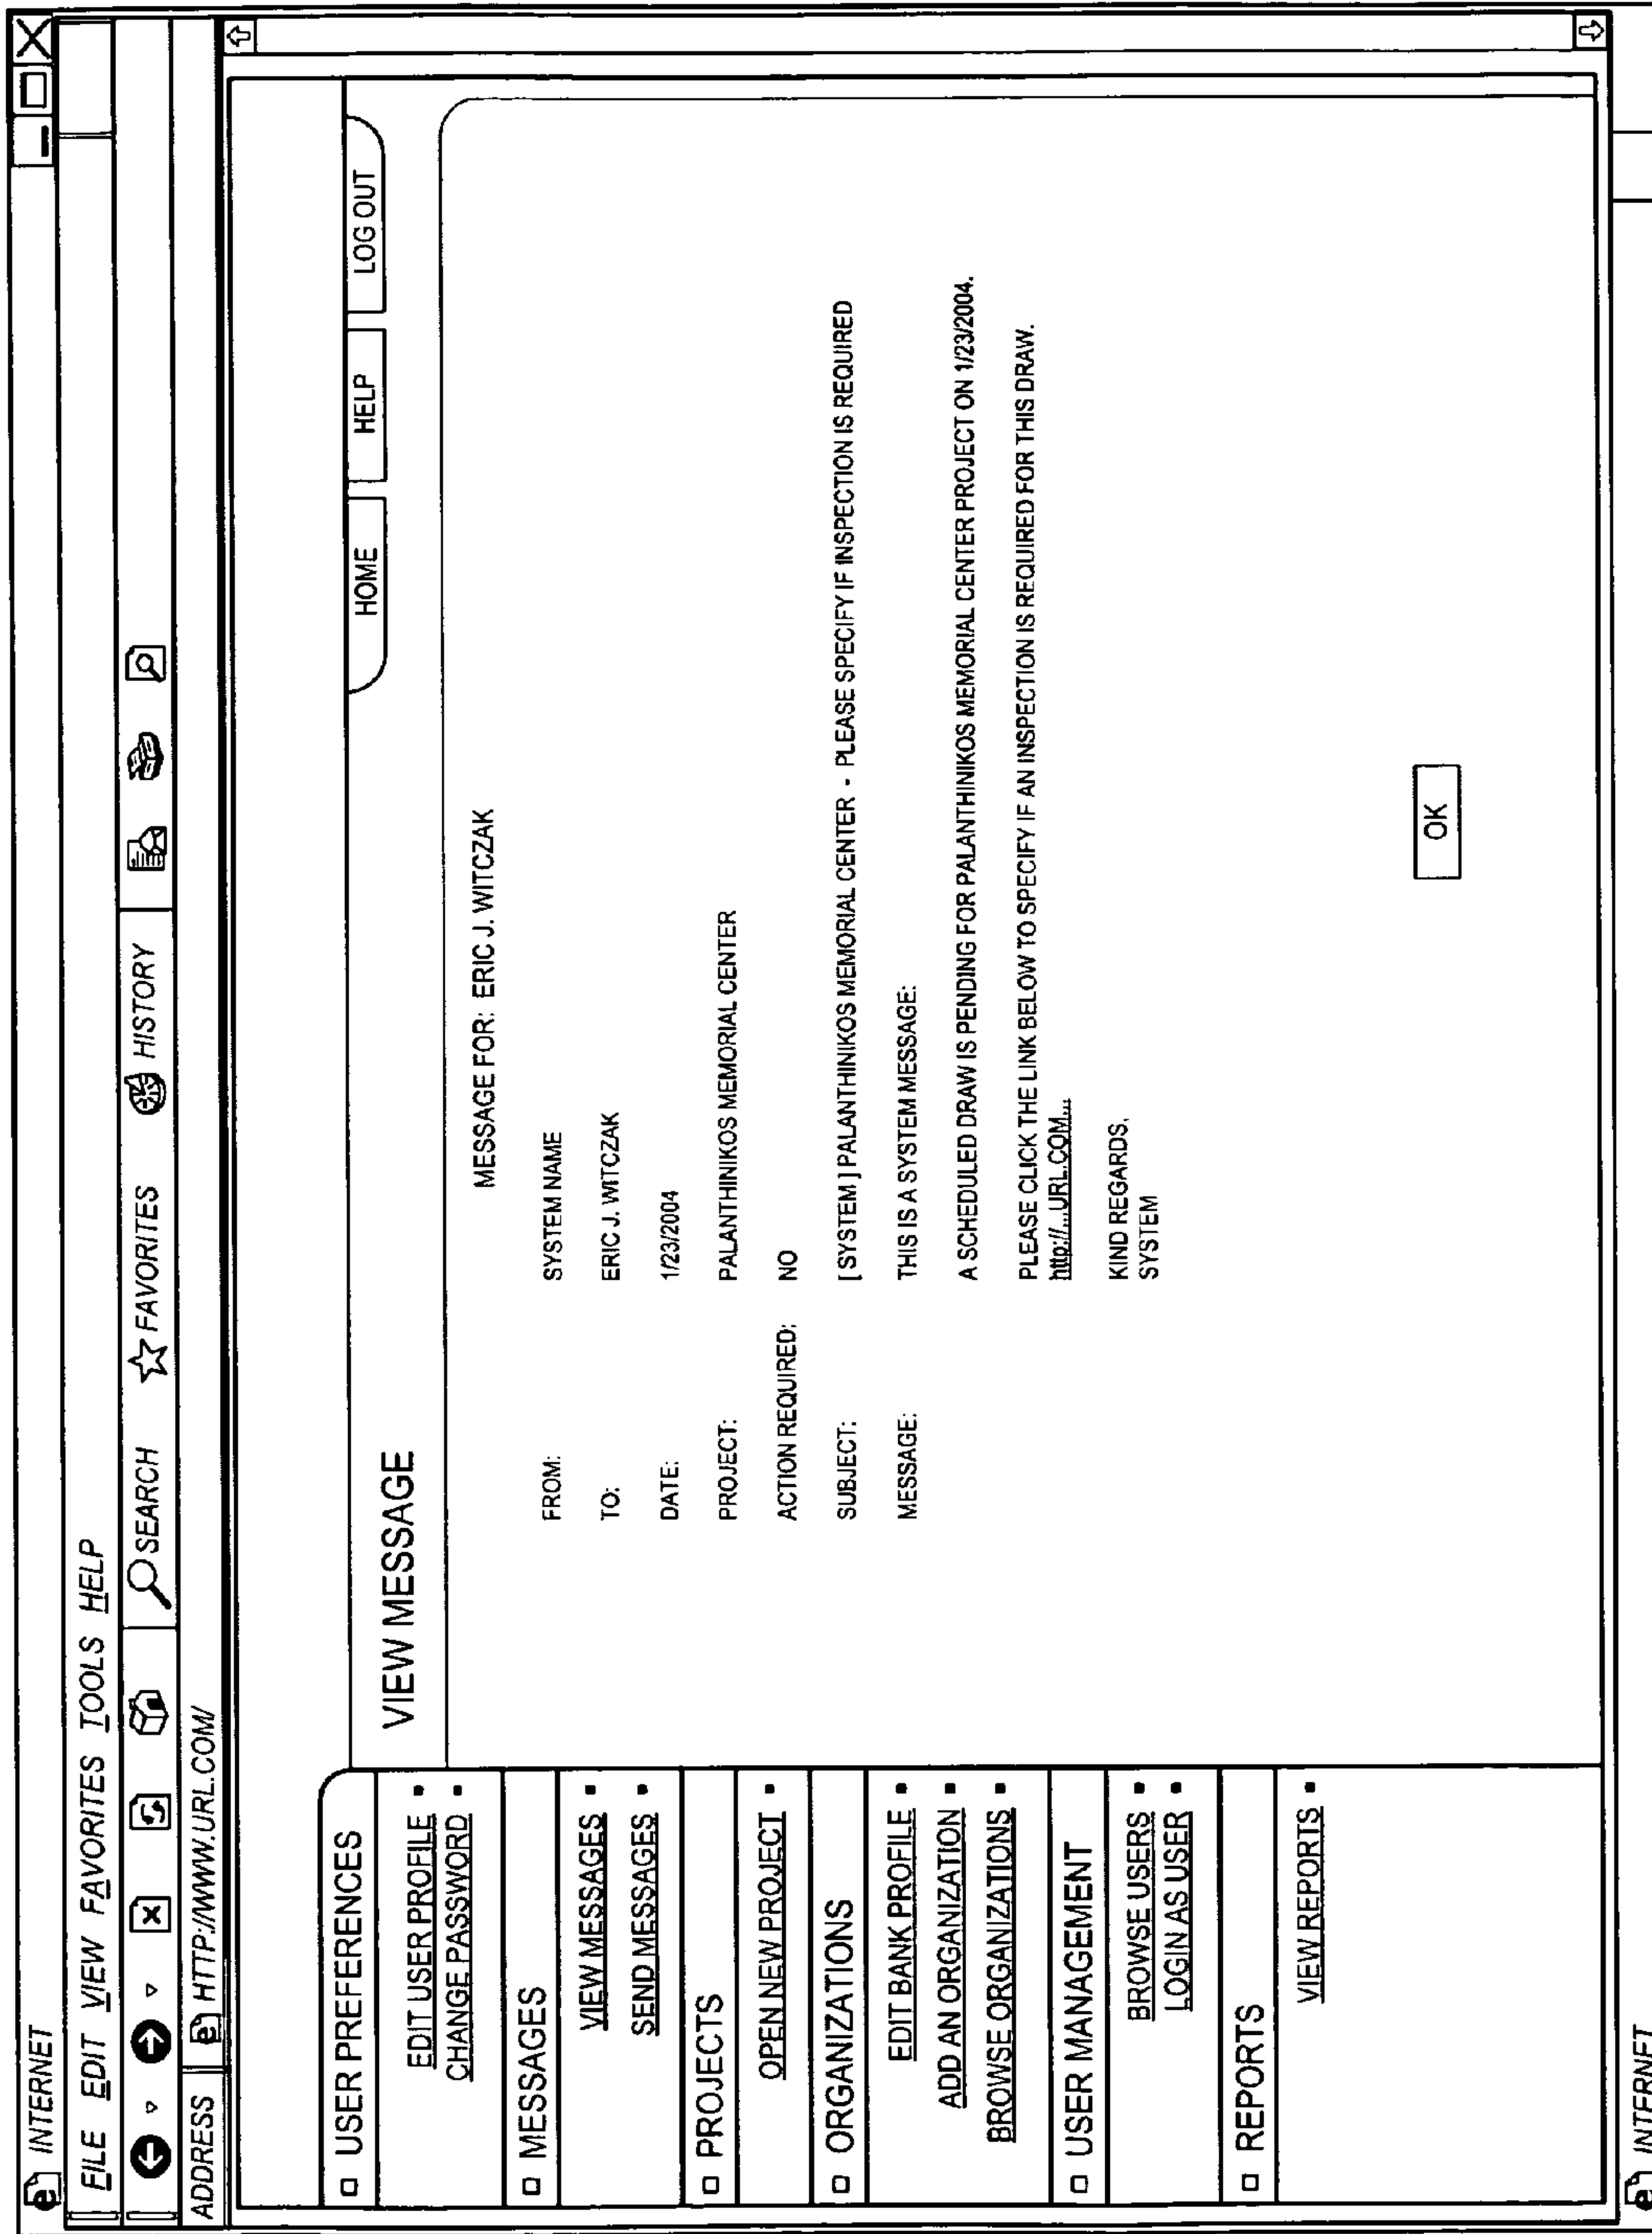 INTERNET
FILE EDIT VIEW FAVORITES TOOLS HELP
SEARCH FAVORITES HISTORY
ADDRESS HTTP://WWW.URL.COM/
HOME HELP LOG OUT
USER PREFERENCES
EDIT USER PROFILE
CHANGE PASSWORD
MESSAGES
VIEW MESSAGES
SEND MESSAGES
PROJECTS
OPEN NEW PROJECT
ORGANIZATIONS
EDIT BANK PROFILE
ADD AN ORGANIZATION
BROWSE ORGANIZATIONS
USER MANAGEMENT
BROWSE USERS
LOGIN AS USER
REPORTS
VIEW REPORTS
VIEW MESSAGE
MESSAGE FOR: ERIC J. WITCZAK
FROM: SYSTEM NAME
TO: ERIC J. WITCZAK
DATE: 1/23/2004
PROJECT: PALANTHINIKOS MEMORIAL CENTER
ACTION REQUIRED: NO
SUBJECT: [ SYSTEM ] PALANTHINIKOS MEMORIAL CENTER - PLEASE SPECIFY IF INSPECTION IS REQUIRED
MESSAGE: THIS IS A SYSTEM MESSAGE:
A SCHEDULED DRAW IS PENDING FOR PALANTHINIKOS MEMORIAL CENTER PROJECT ON 1/23/2004.
PLEASE CLICK THE LINK BELOW TO SPECIFY IF AN INSPECTION IS REQUIRED FOR THIS DRAW.
http://...URL.COM...
KIND REGARDS,
SYSTEM
OK
INTERNET